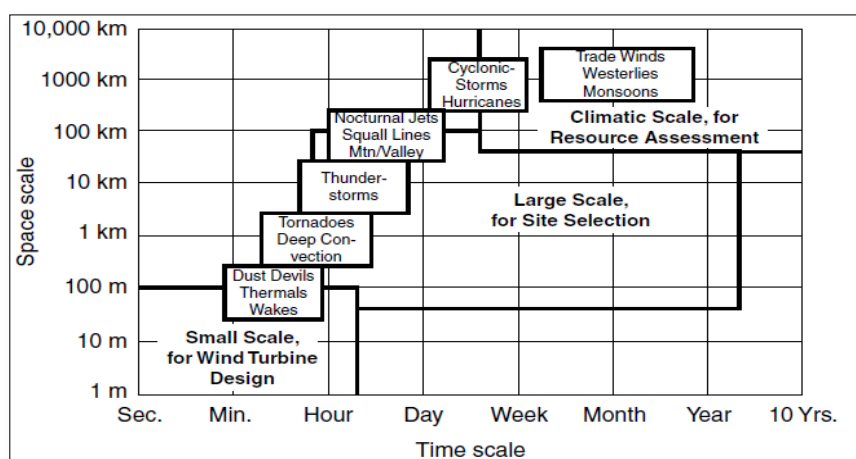 10,000 km
1000 km
100 km
10 km
1 km
100 m
10 m
1 m
Space scale
Cyclonic-
Storms
Hurricanes
Trade Winds
Westerlies
Monsoons
Nocturnal Jets
Squall Lines
Mtn/Valley
Climatic Scale, for
Resource Assessment
Thunder-
storms
Large Scale,
for Site Selection
Tornadoes
Deep Con-
vection
Dust Devils
Thermals
Wakes
Small Scale,
for Wind Turbine
Design
Sec. Min. Hour Day Week Month Year 10 Yrs.
Time scale